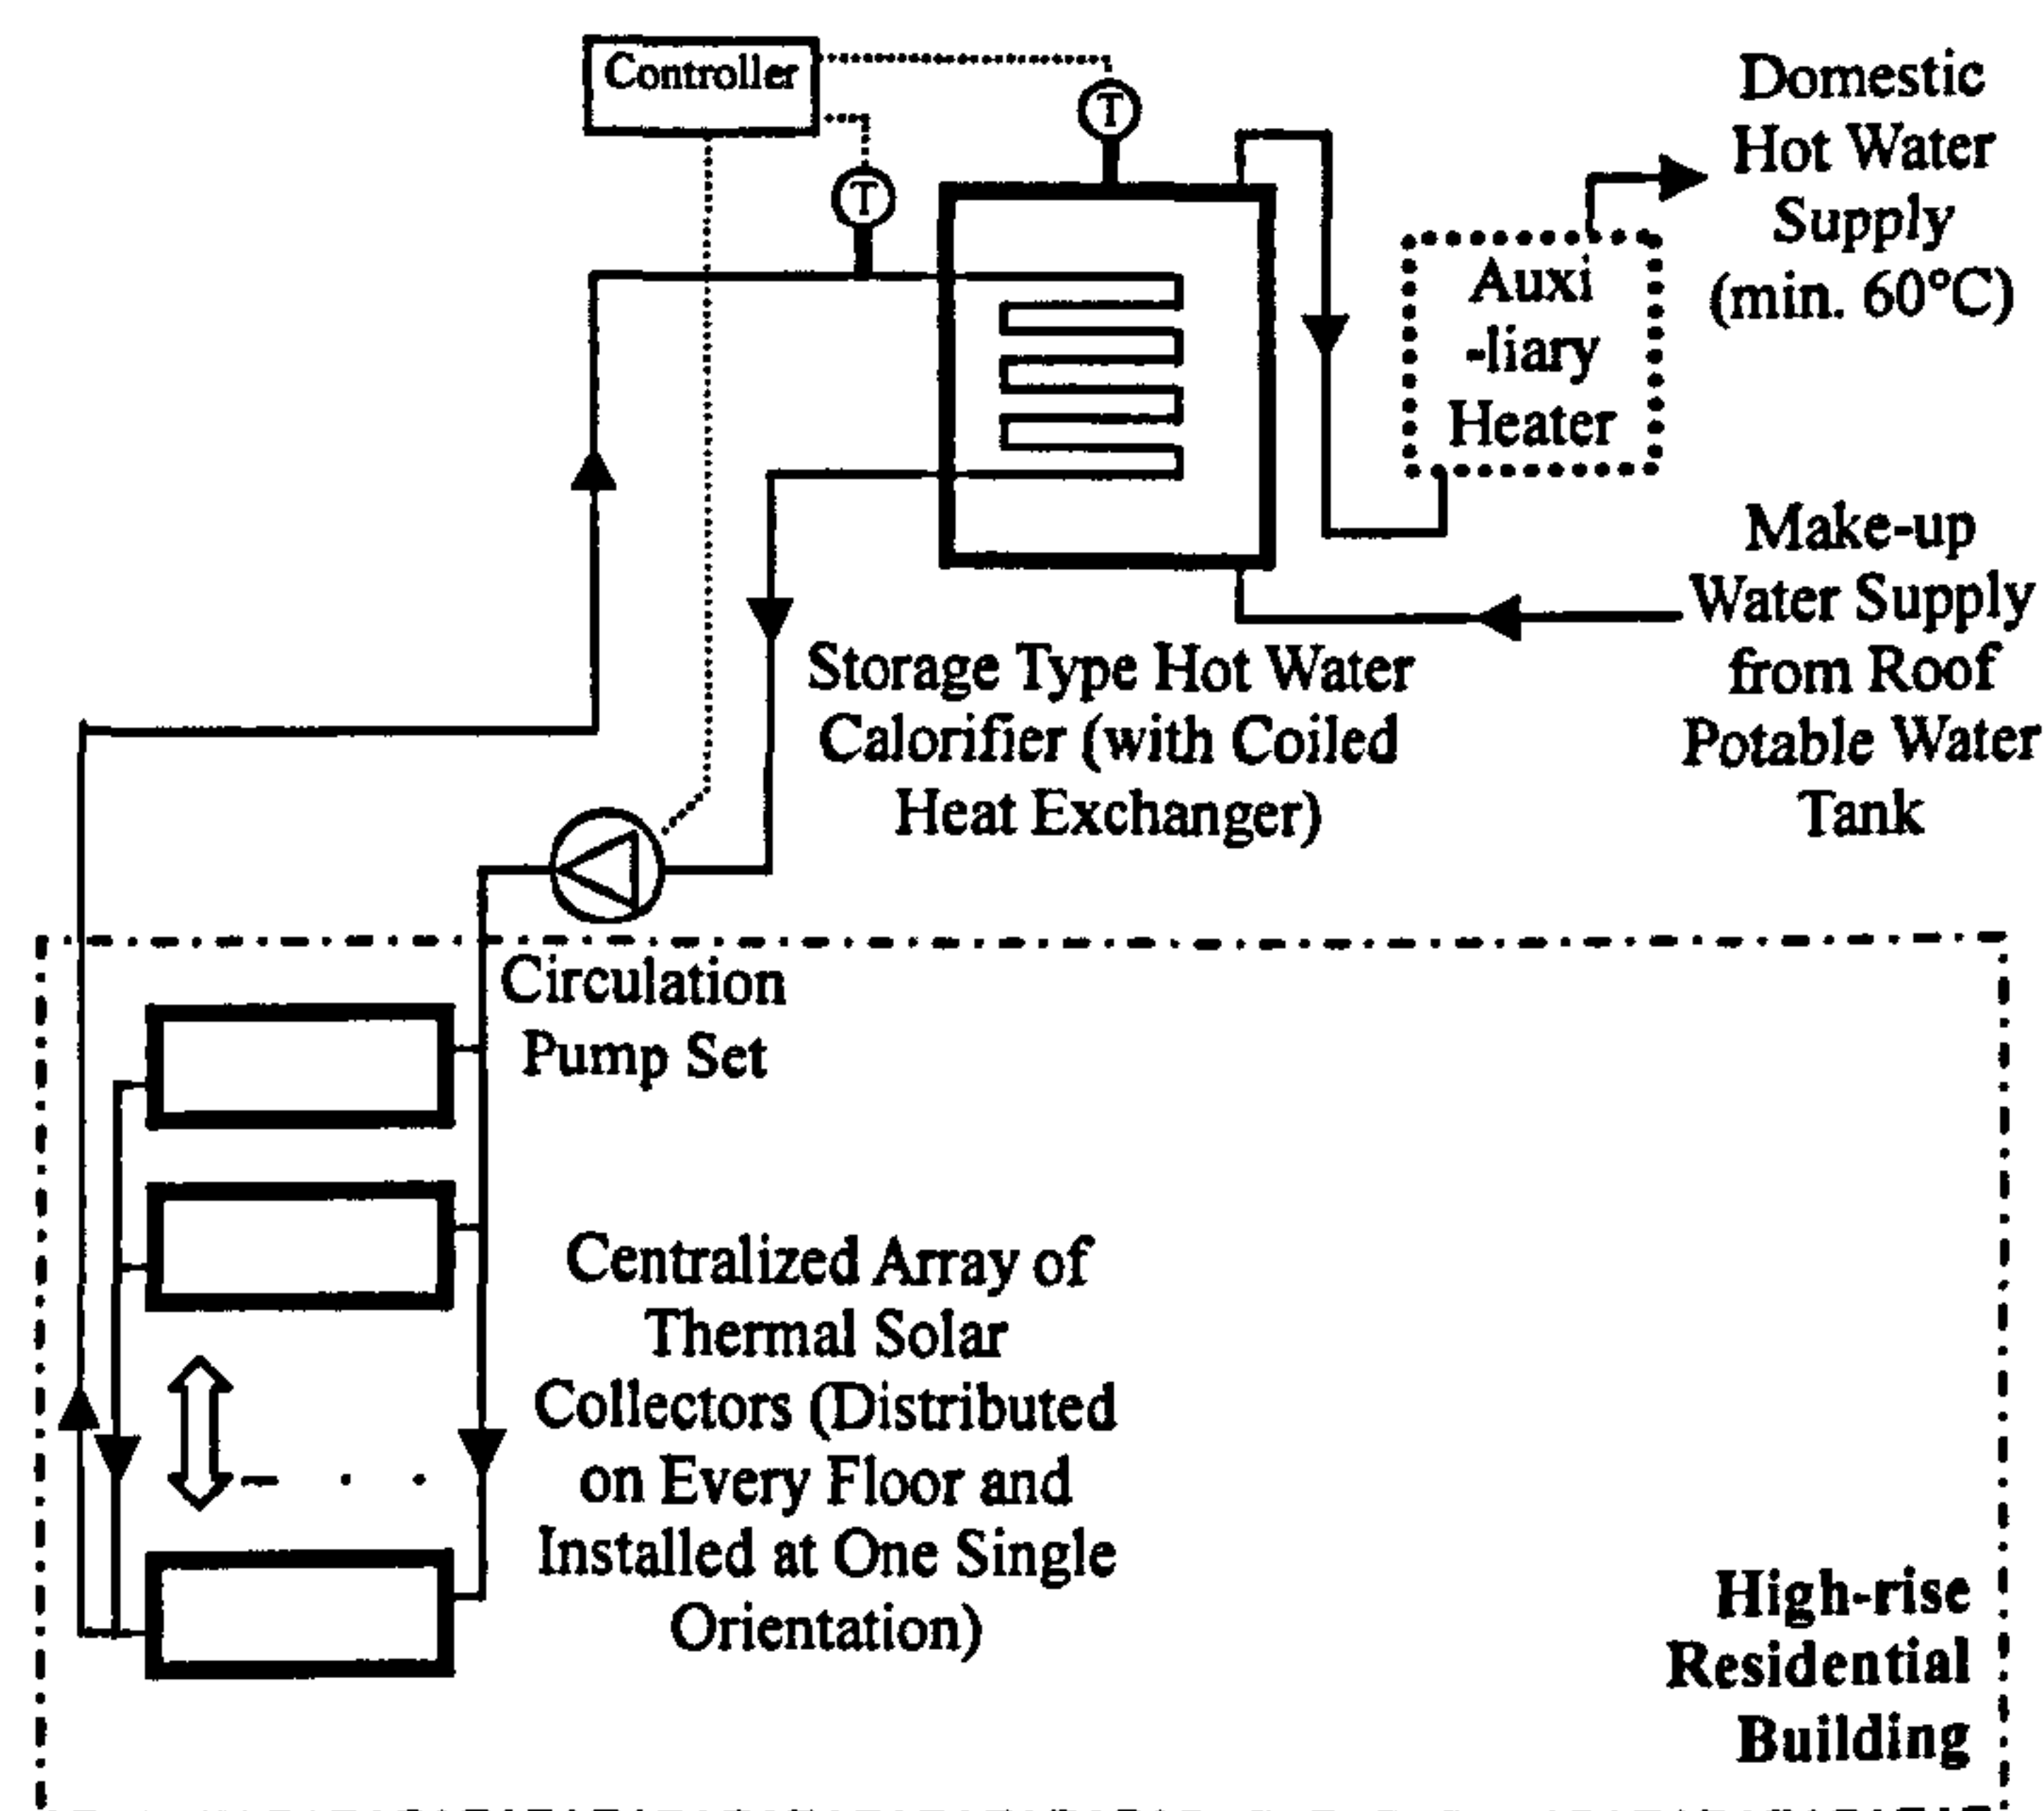 Controller
T
T
Domestic
Hot Water
Supply
(min. 60°C)
Auxi
-liary
Heater
Make-up
Water Supply
from Roof
Potable Water
Tank
Storage Type Hot Water
Calorifier (with Coiled
Heat Exchanger)
Circulation
Pump Set
Centralized Array of
Thermal Solar
Collectors (Distributed
on Every Floor and
Installed at One Single
Orientation)
High-rise
Residential
Building